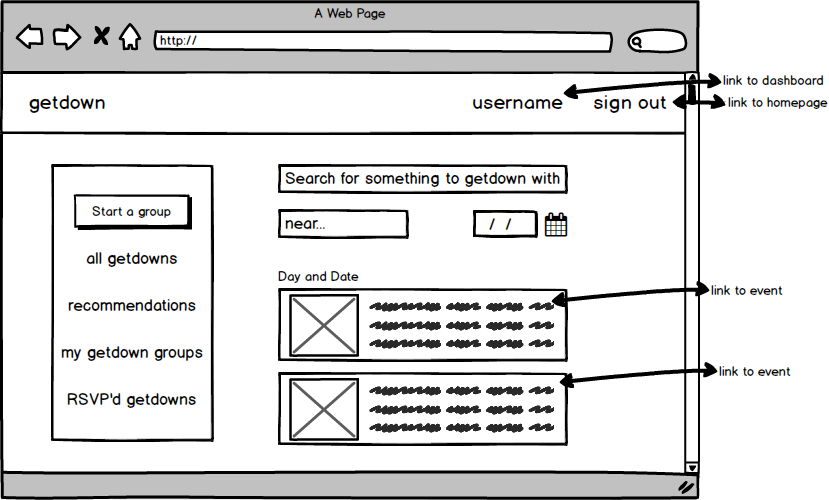 A Web Page
http://
getdown
username
sign out
link to dashboard
link to homepage
Start a group
all getdowns
recommendations
my getdown groups
RSVP'd getdowns
Search for something to getdown with
near...
/ /
Day and Date
link to event
link to event